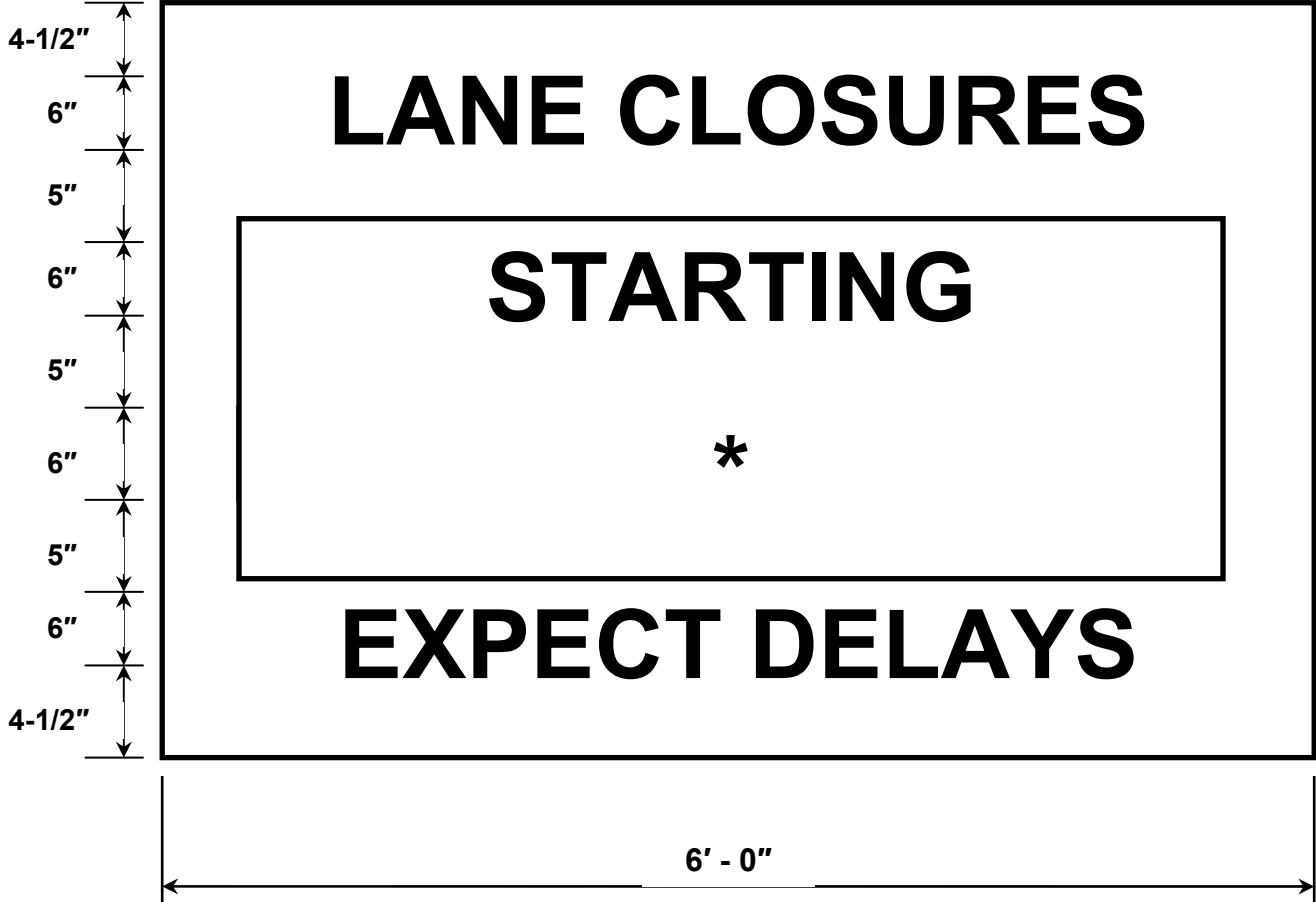 4-1/2″
6″
LANE CLOSURES
5″
6″
STARTING
5″
6″
*
5″
6″
EXPECT DELAYS
4-1/2″
6′ - 0″